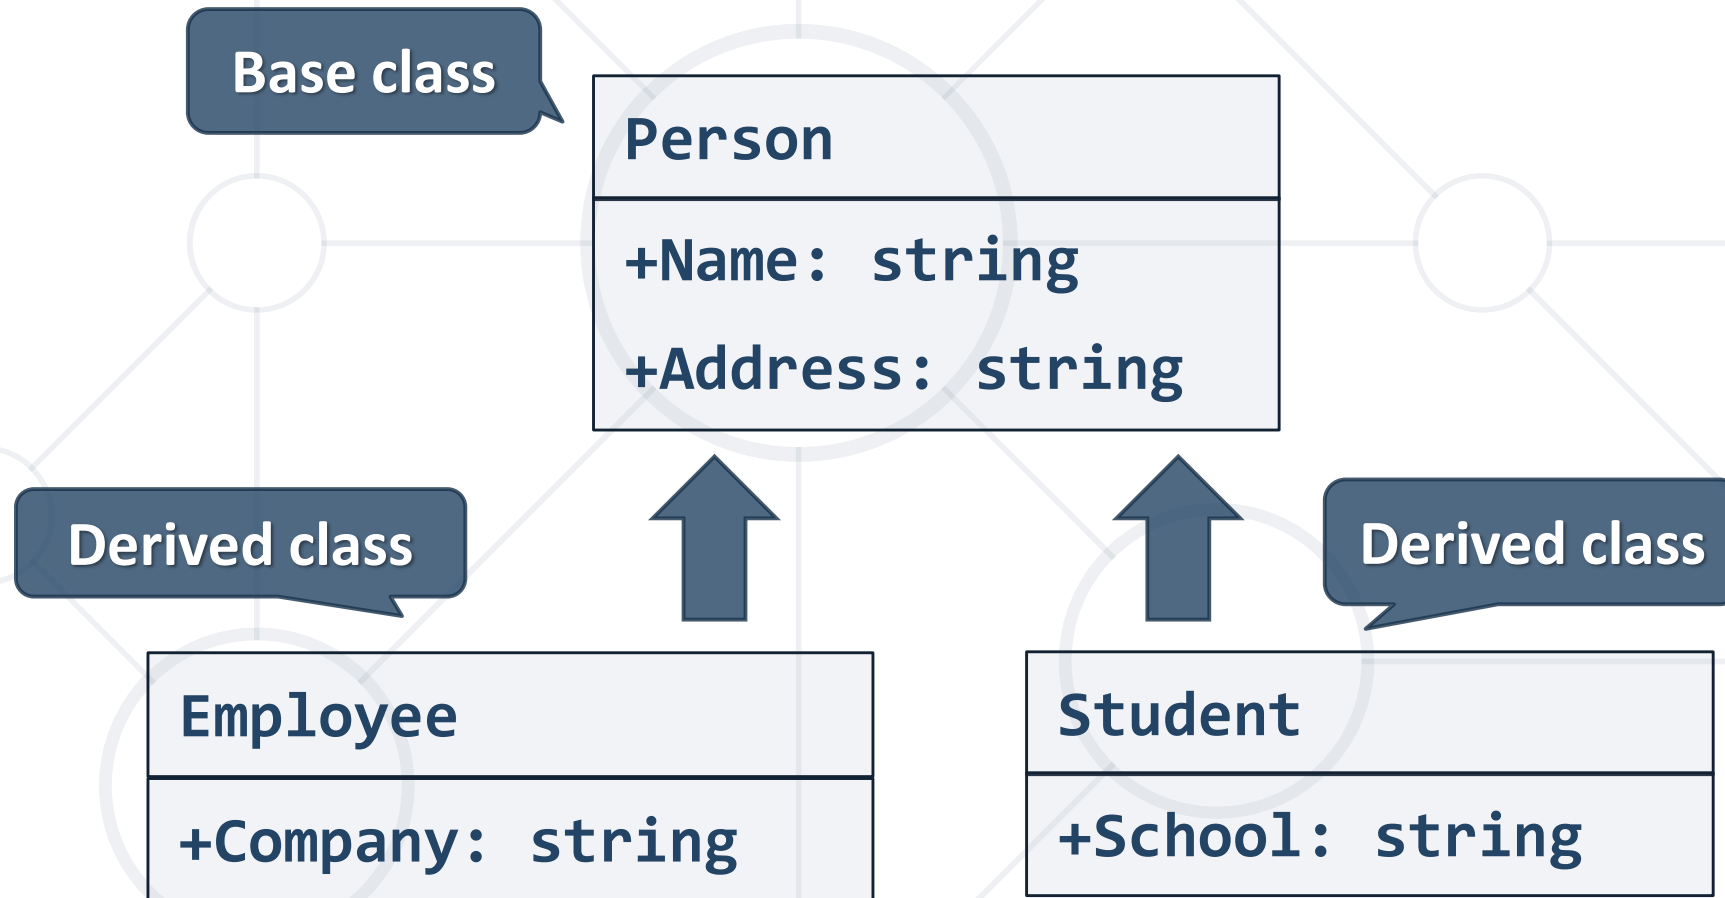 Base class
Person
+Name: string
+Address: string
Derived class
Derived class
Employee
+Company: string
Student
+School: string